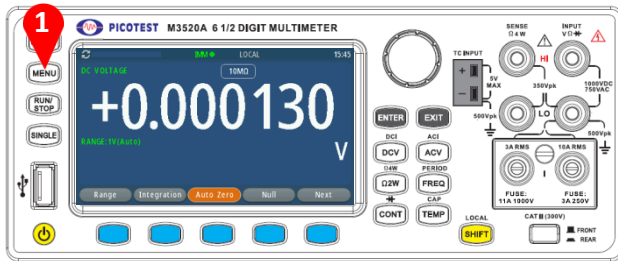 1
PICOTEST M3520A 6 1/2 DIGIT MULTIMETER
IMM LOCAL 15:45
DC VOLTAGE
10MΩ
+0.000130
V
RANGE:1V(Auto)
Range Integration Auto Zero Null Next
MENU
RUN/
STOP
SINGLE
TC INPUT
+
−
5V
MAX
500Vpk
ENTER EXIT
DCI ACI
DCV ACV
Ω4W PERIOD
Ω2W FREQ
CAP
CONT TEMP
LOCAL
SHIFT
SENSE
Ω 4 W
INPUT
V Ω
HI
350Vpk
1000VDC
750VAC
LO
500Vpk
3A RMS 10A RMS
I
FUSE:
11A 1000V
FUSE:
3A 250V
CAT II (300V)
FRONT
REAR